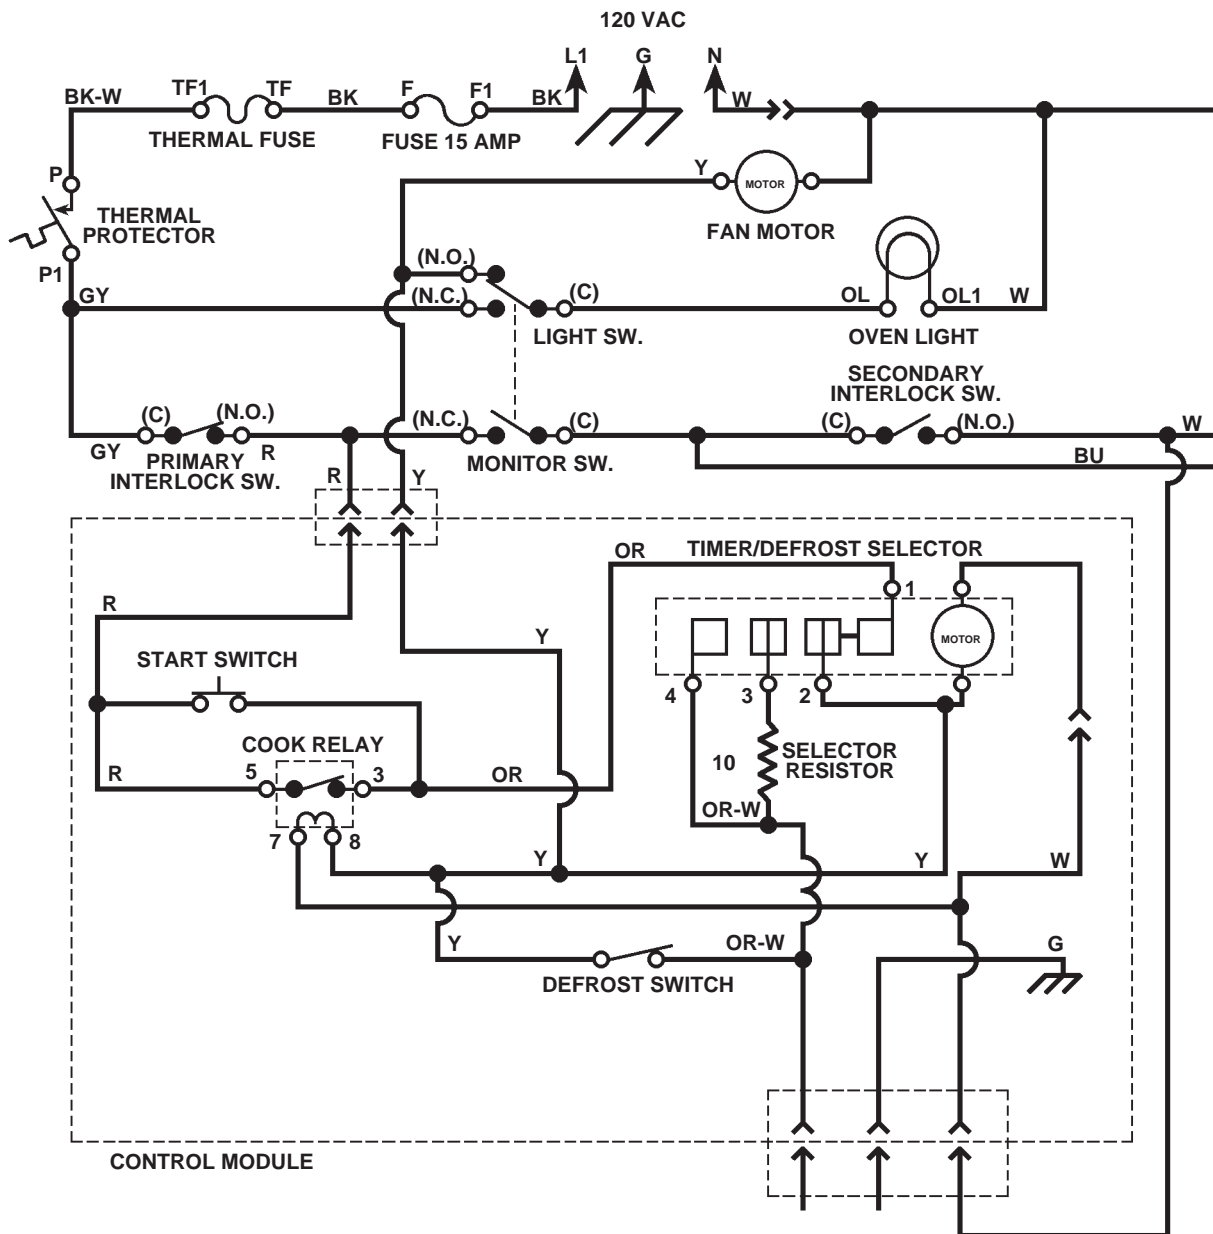 120 VAC
L1 G N
BK-W TF1 TF BK F F1 BK W
THERMAL FUSE FUSE 15 AMP
P Y MOTOR
THERMAL
PROTECTOR
FAN MOTOR
P1 (N.O.)
GY (N.C.) (C) OL OL1 W
LIGHT SW. OVEN LIGHT
SECONDARY
INTERLOCK SW.
(C) (N.O.) (N.C.) (C) (C) (N.O.) W
GY R
PRIMARY
INTERLOCK SW.
MONITOR SW. BU
R Y
OR TIMER/DEFROST SELECTOR
1
R
Y MOTOR
START SWITCH
4 3 2
COOK RELAY
10 SELECTOR
RESISTOR
R 5 3 OR
OR-W
7 8
Y Y W
Y OR-W G
DEFROST SWITCH
CONTROL MODULE